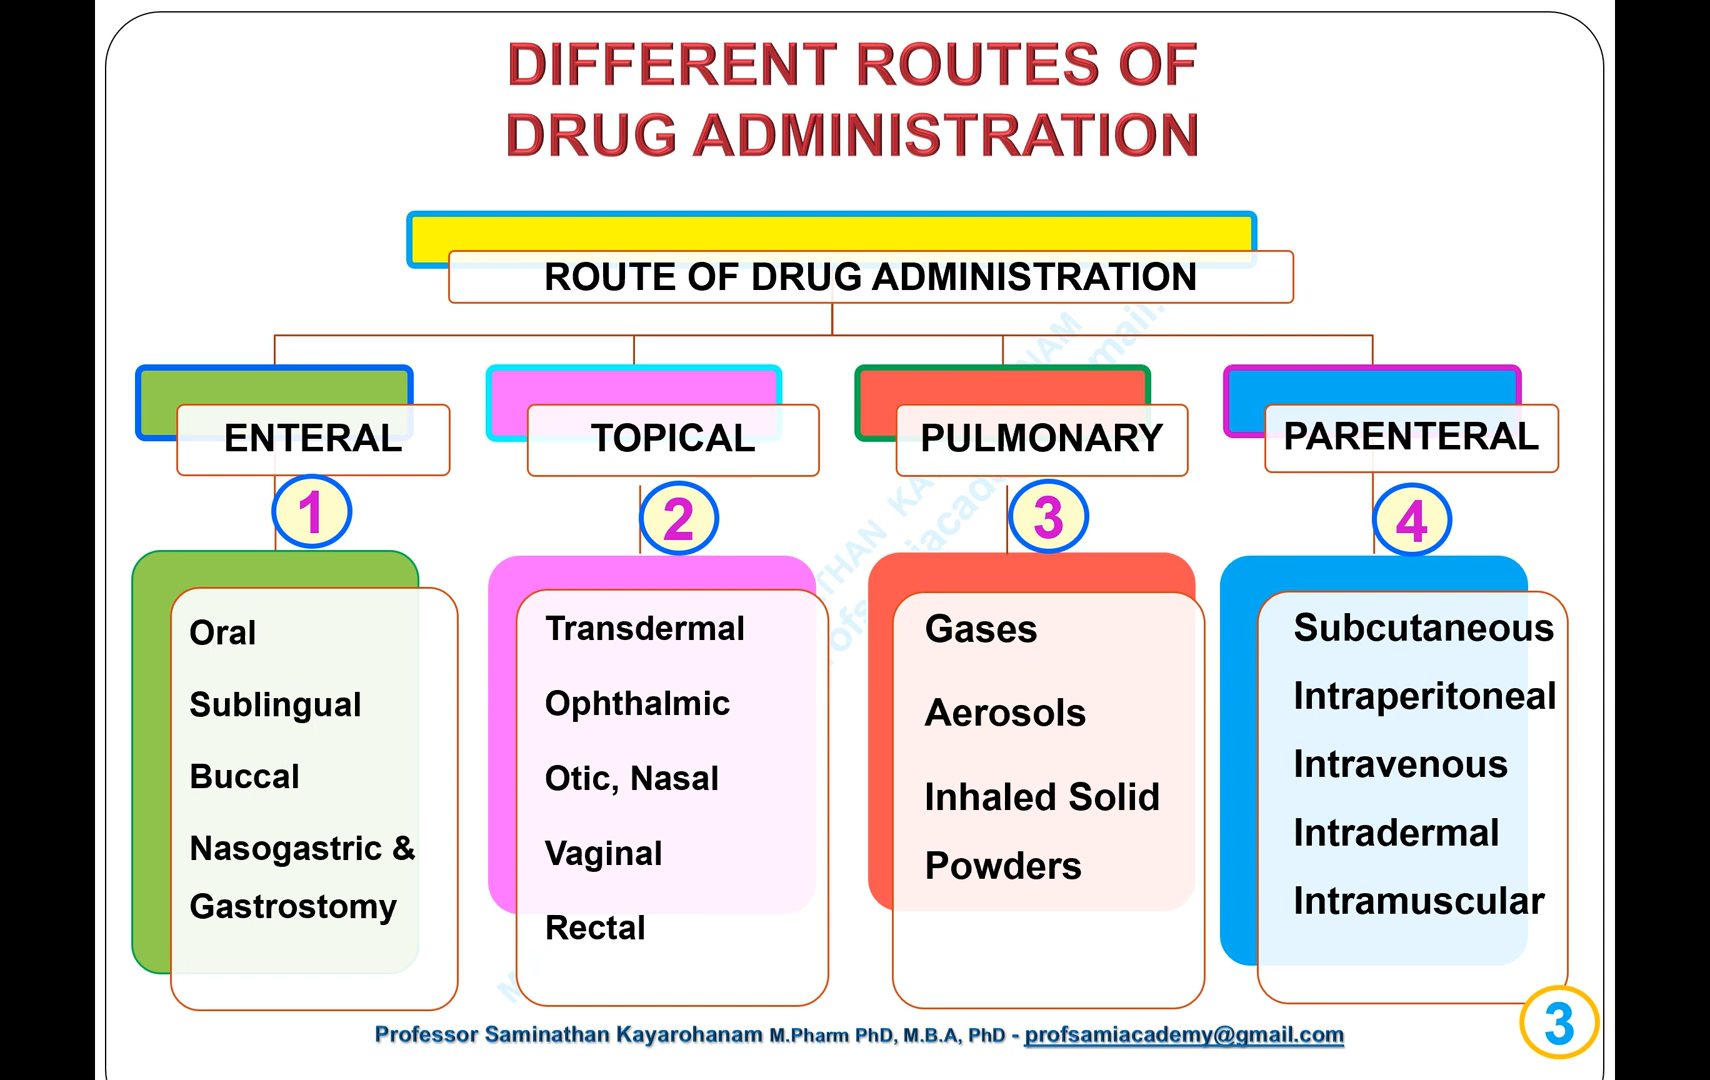 DIFFERENT ROUTES OF
DRUG ADMINISTRATION
ROUTE OF DRUG ADMINISTRATION
ENTERAL
1
Oral
Sublingual
Buccal
Nasogastric &
Gastrostomy
TOPICAL
2
Transdermal
Ophthalmic
Otic, Nasal
Vaginal
Rectal
PULMONARY
3
Gases
Aerosols
Inhaled Solid
Powders
PARENTERAL
4
Subcutaneous
Intraperitoneal
Intravenous
Intradermal
Intramuscular
Professor Saminathan Kayarohanam M.Pharm PhD, M.B.A, PhD - profsamiacademy@gmail.com
3